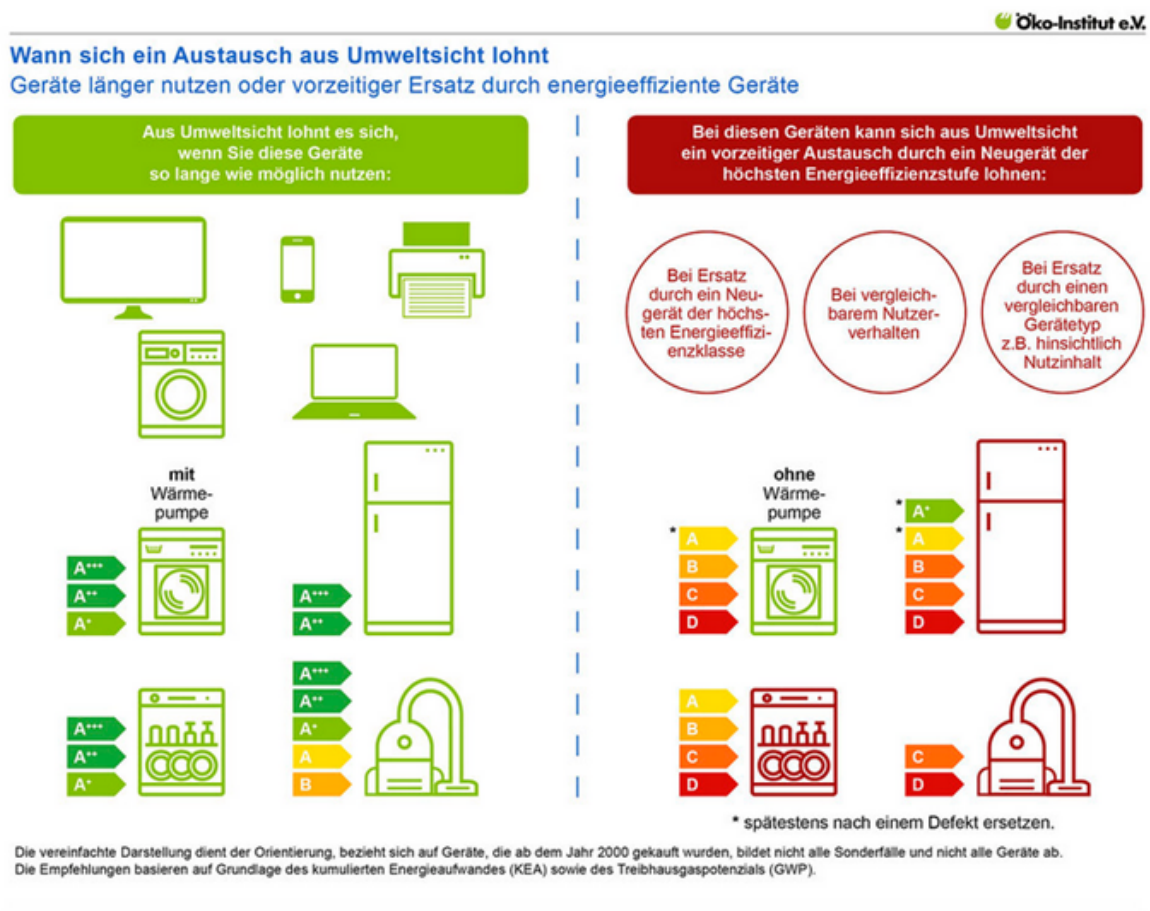 Öko-Institut e.V.
Wann sich ein Austausch aus Umweltsicht lohnt
Geräte länger nutzen oder vorzeitiger Ersatz durch energieeffiziente Geräte
Aus Umweltsicht lohnt es sich,
wenn Sie diese Geräte
so lange wie möglich nutzen:
mit
Wärme-
pumpe
A+++
A++
A+
A+++
A++
A+++
A++
A+
A+++
A++
A+
A
B
Bei diesen Geräten kann sich aus Umweltsicht
ein vorzeitiger Austausch durch ein Neugerät der
höchsten Energieeffizienzstufe lohnen:
Bei Ersatz
durch ein Neu-
gerät der höchs-
ten Energieeffizi-
enzklasse
Bei vergleich-
barem Nutzer-
verhalten
Bei Ersatz
durch einen
vergleichbaren
Gerätetyp
z.B. hinsichtlich
Nutzinhalt
ohne
Wärme-
pumpe
* A
B
C
D
* A+
* A
B
C
D
A
B
C
D
C
D
* spätestens nach einem Defekt ersetzen.
Die vereinfachte Darstellung dient der Orientierung, bezieht sich auf Geräte, die ab dem Jahr 2000 gekauft wurden, bildet nicht alle Sonderfälle und nicht alle Geräte ab.
Die Empfehlungen basieren auf Grundlage des kumulierten Energieaufwandes (KEA) sowie des Treibhausgaspotenzials (GWP).